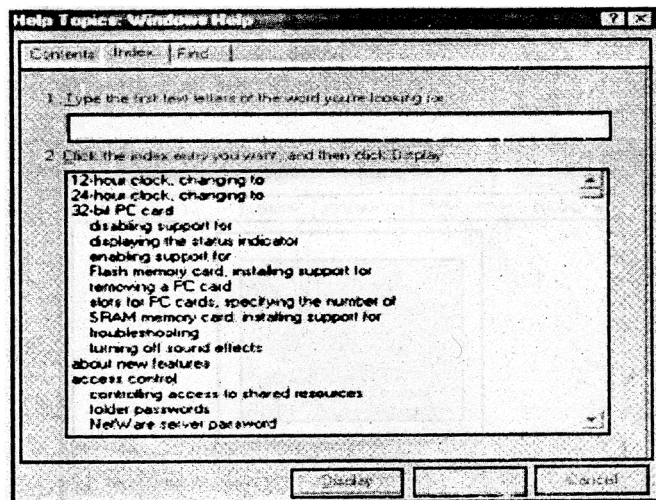 Help Topics: Windows Help
Contents Index Find
1 Type the first few letters of the word you're looking for
2 Click the index entry you want, and then click Display
12-hour clock, changing to
24-hour clock, changing to
32-bit PC card
disabling support for
displaying the status indicator
enabling support for
Flash memory card, installing support for
removing a PC card
slots for PC cards, specifying the number of
SRAM memory card, installing support for
troubleshooting
turning off sound effects
about new features
access control
controlling access to shared resources
folder passwords
NetWare server password
Display Cancel